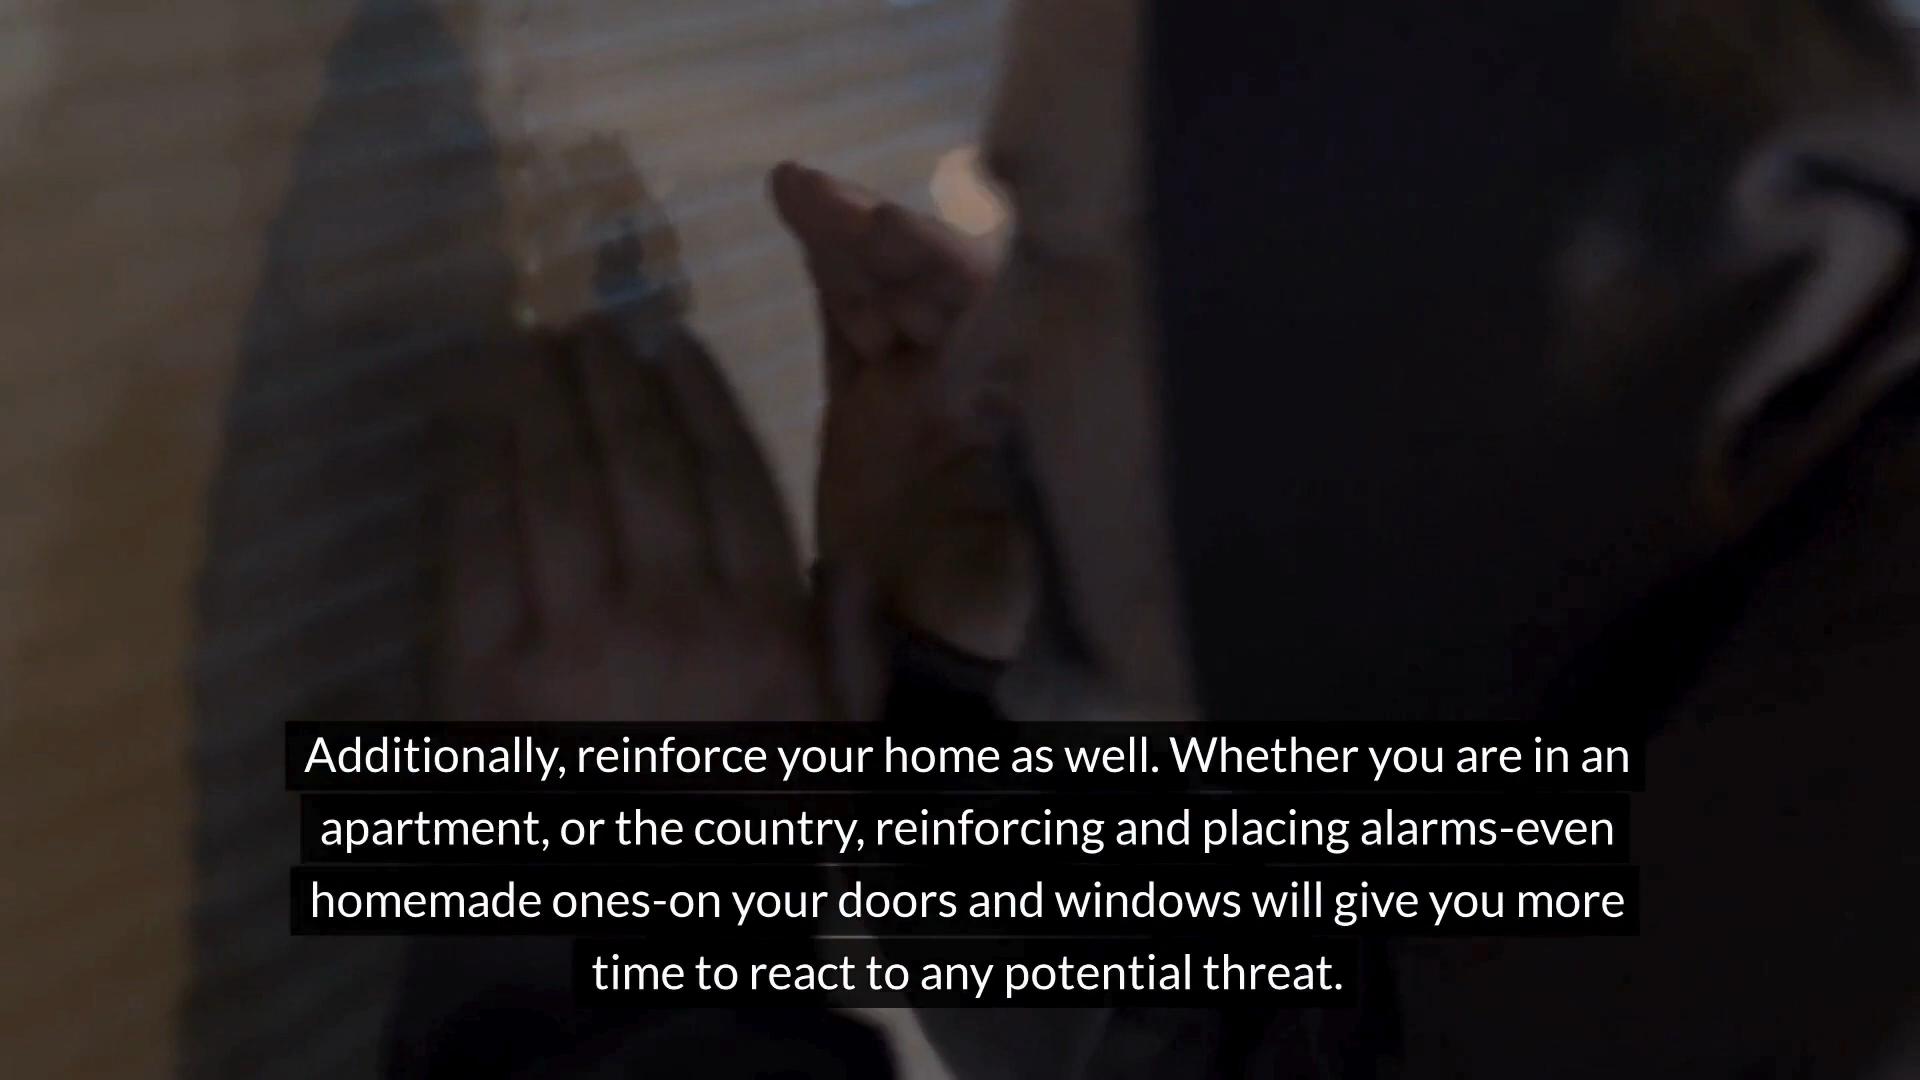 Additionally, reinforce your home as well. Whether you are in an
apartment, or the country, reinforcing and placing alarms-even
homemade ones-on your doors and windows will give you more
time to react to any potential threat.